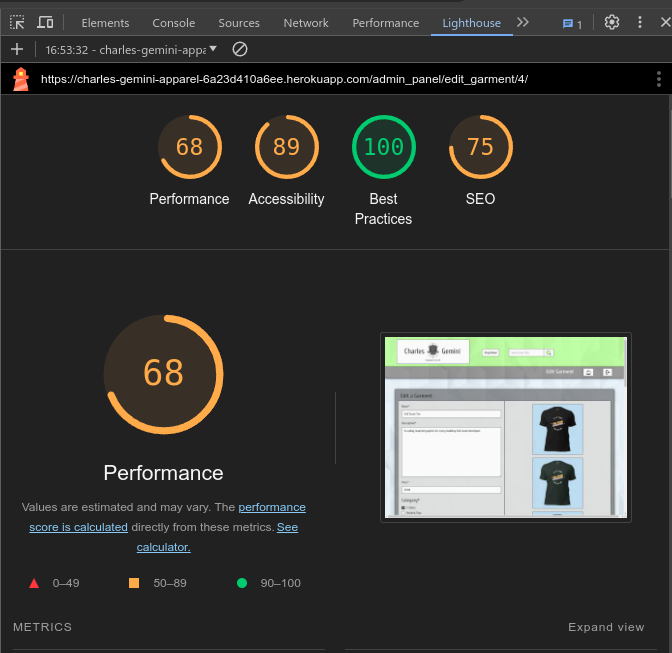 Elements Console Sources Network Performance Lighthouse 1
16:53:32 - charles-gemini-appa
https://charles-gemini-apparel-6a23d410a6ee.herokuapp.com/admin_panel/edit_garment/4/
68 89 100 75
Performance Accessibility Best Practices SEO
68
Charles Gemini
Edit Garment
Edit a Garment
Performance
Values are estimated and may vary. The performance
score is calculated directly from these metrics. See
calculator.
0–49 50–89 90–100
METRICS Expand view